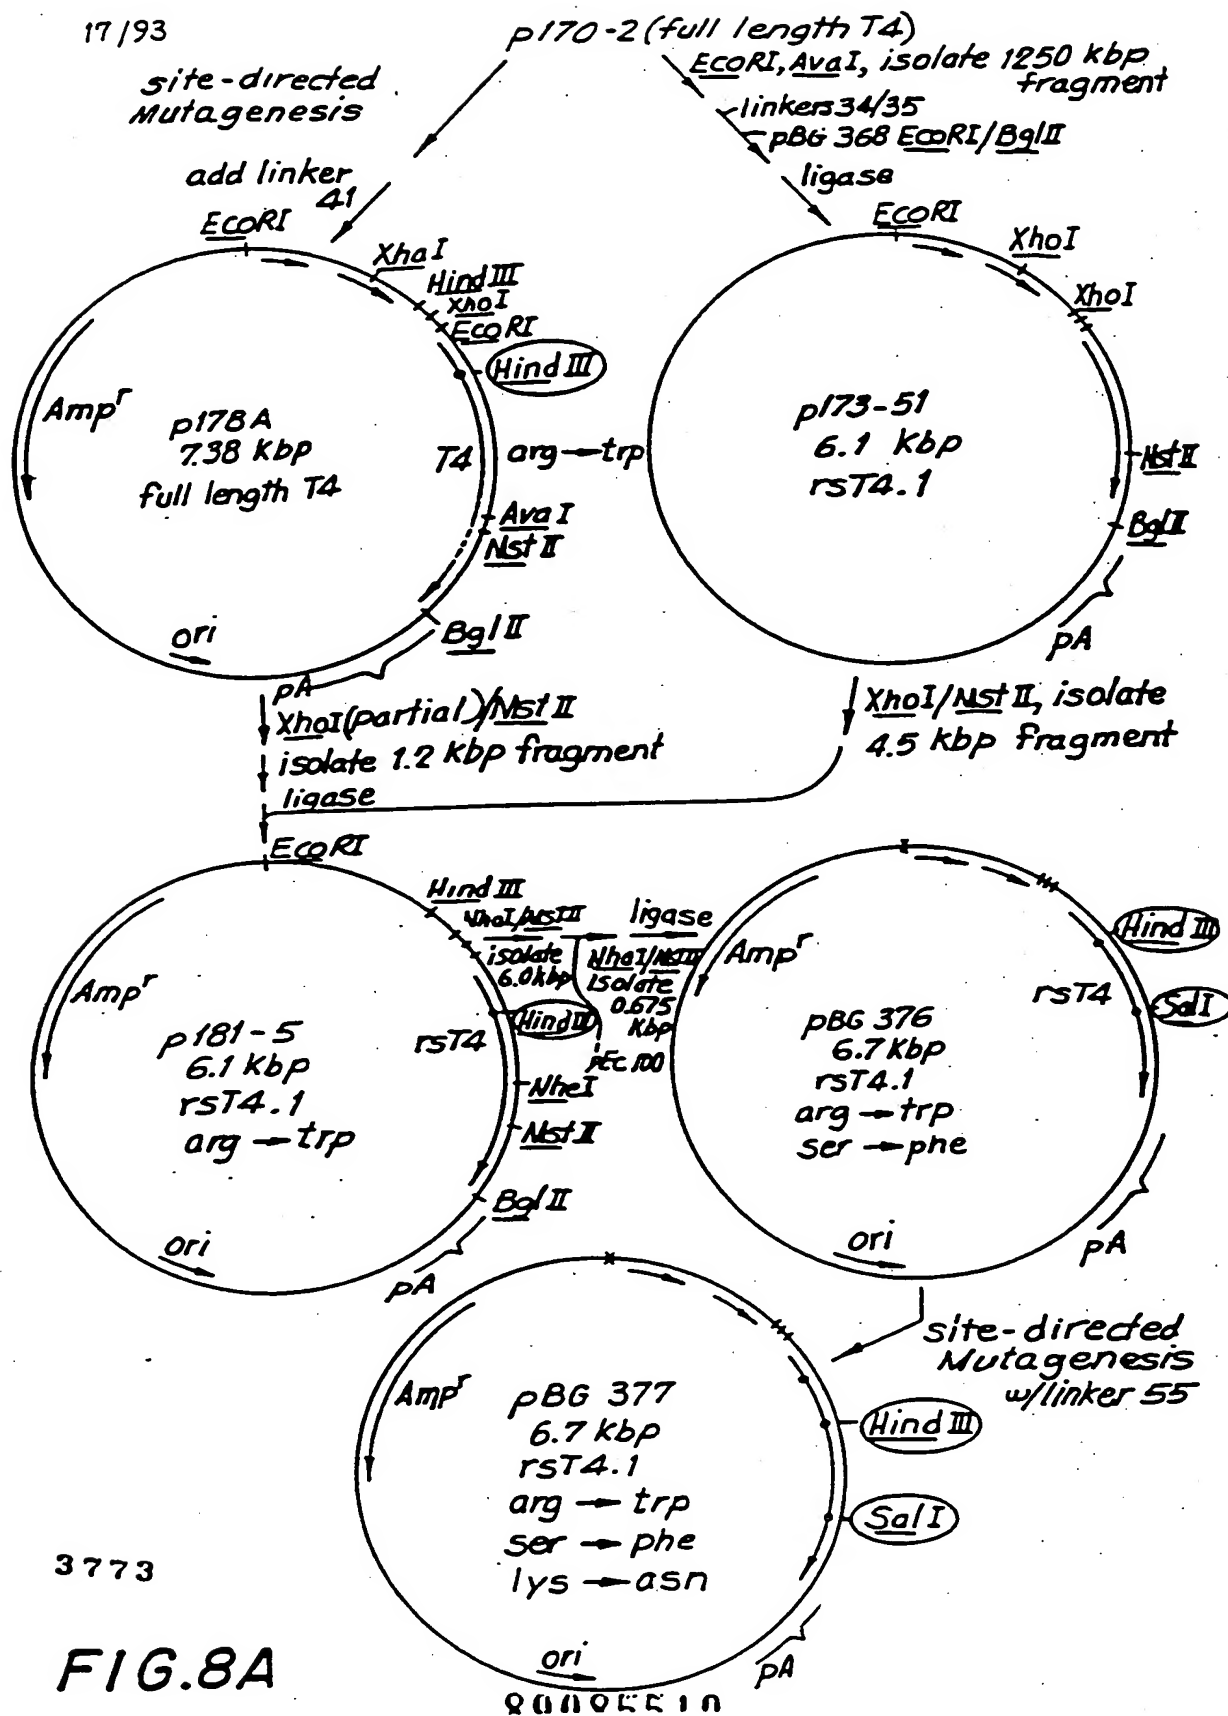 17/93
p170-2 (full length T4)
site-directed
Mutagenesis
EcoRI, AvaI, isolate 1250 kbp
fragment
linkers 34/35
pBG 368 EcoRI/BglII
ligase
add linker
41
EcoRI
XhaI
HindIII
XhoI
EcoRI
HindIII
Ampr
p178A
7.38 Kbp
full length T4
T4
arg → trp
AvaI
NstII
BglII
ori
pA
EcoRI
XhoI
XhoI
p173-51
6.1 Kbp
rsT4.1
NstII
BglII
pA
XhoI(partial)/NstII
isolate 1.2 Kbp fragment
ligase
XhoI/NstII, isolate
4.5 Kbp fragment
EcoRI
HindIII
NhoI/NstII
isolate
6.0 kbp
ligase
NhaI/NstII
Isolate
0.675
Kbp
pEC100
Ampr
p181-5
6.1 Kbp
rsT4.1
arg → trp
rsT4
HindIII
NheI
NstII
BglII
ori
pA
Ampr
pBG 376
6.7 Kbp
rsT4.1
arg → trp
ser → phe
rsT4
HindIII
SalI
ori
pA
site-directed
Mutagenesis
w/linker 55
Ampr
pBG 377
6.7 Kbp
rsT4.1
arg → trp
ser → phe
lys → asn
HindIII
SalI
ori
pA
3773
FIG.8A